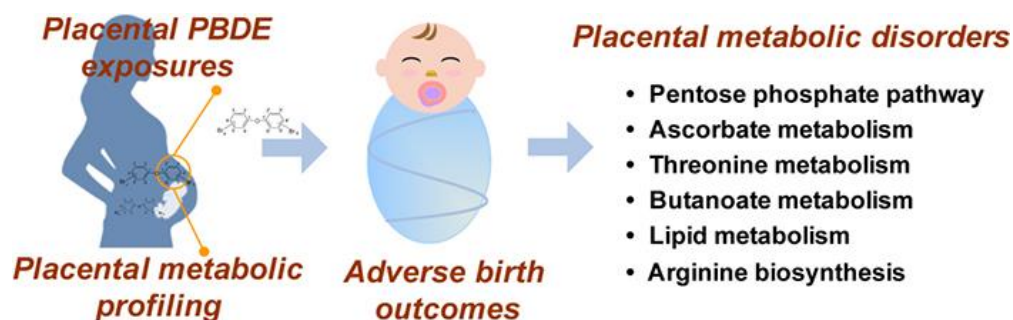 Placental PBDE
exposures
Placental metabolic
profiling
Adverse birth
outcomes
Placental metabolic disorders
• Pentose phosphate pathway
• Ascorbate metabolism
• Threonine metabolism
• Butanoate metabolism
• Lipid metabolism
• Arginine biosynthesis